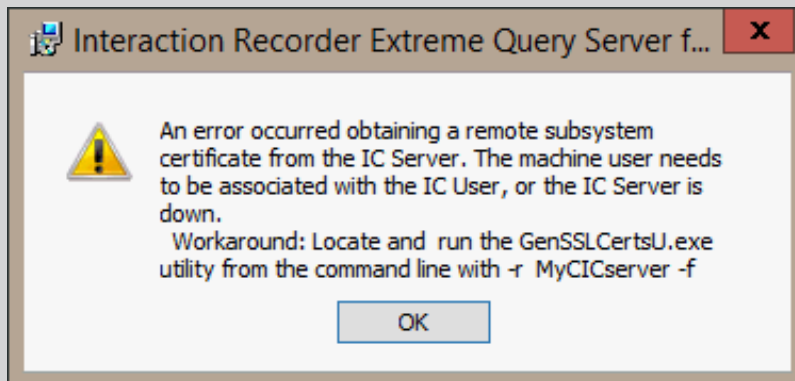 Interaction Recorder Extreme Query Server f...
x
An error occurred obtaining a remote subsystem
certificate from the IC Server. The machine user needs
to be associated with the IC User, or the IC Server is
down.
Workaround: Locate and run the GenSSLCertsU.exe
utility from the command line with -r MyCICserver -f
OK